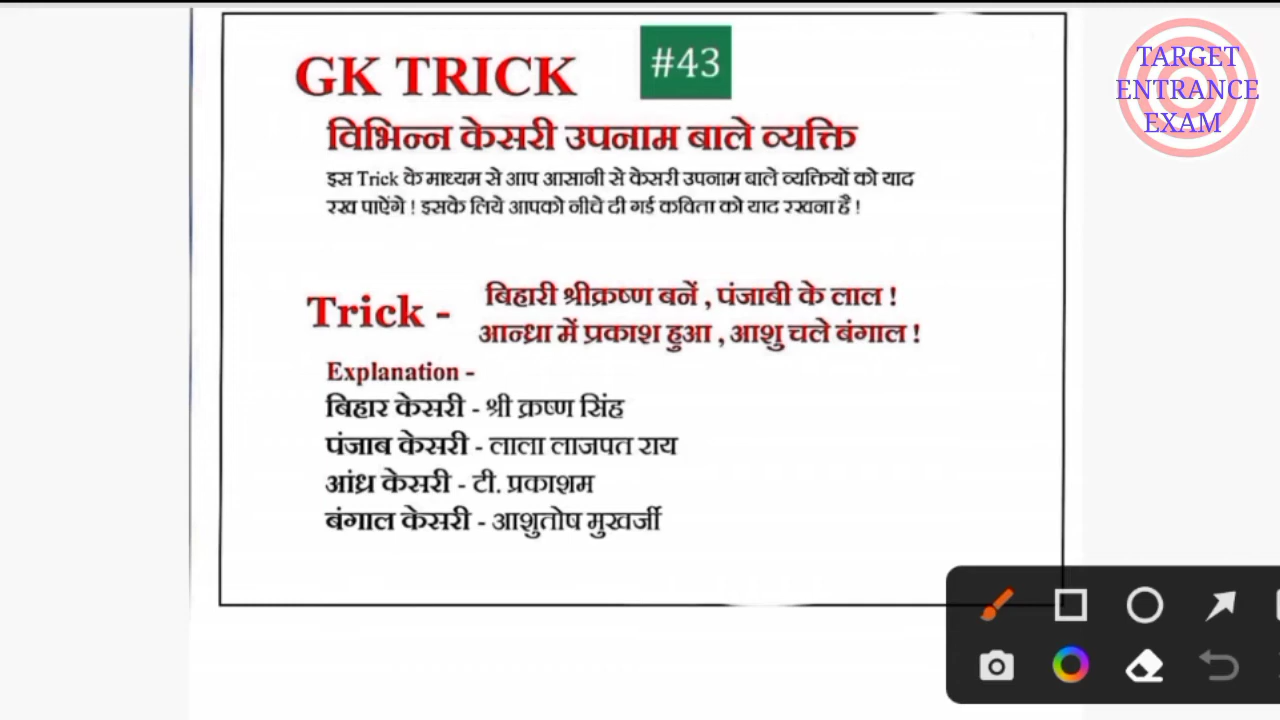 GK TRICK
#43
विभिन्न केसरी उपनाम बाले व्यक्ति
इस Trick के माध्यम से आप आसानी से केसरी उपनाम बाले व्यक्तियों को याद
रख पाऐंगे ! इसके लिये आपको नीचे दी गई कविता को याद रखना है !
Trick -
बिहारी श्रीक्रष्ण बनें , पंजाबी के लाल !
आन्ध्रा में प्रकाश हुआ , आशु चले बंगाल !
Explanation -
बिहार केसरी - श्री क्रष्ण सिंह
पंजाब केसरी - लाला लाजपत राय
आंध्र केसरी - टी. प्रकाशम
बंगाल केसरी - आशुतोष मुखर्जी
TARGET
ENTRANCE
EXAM